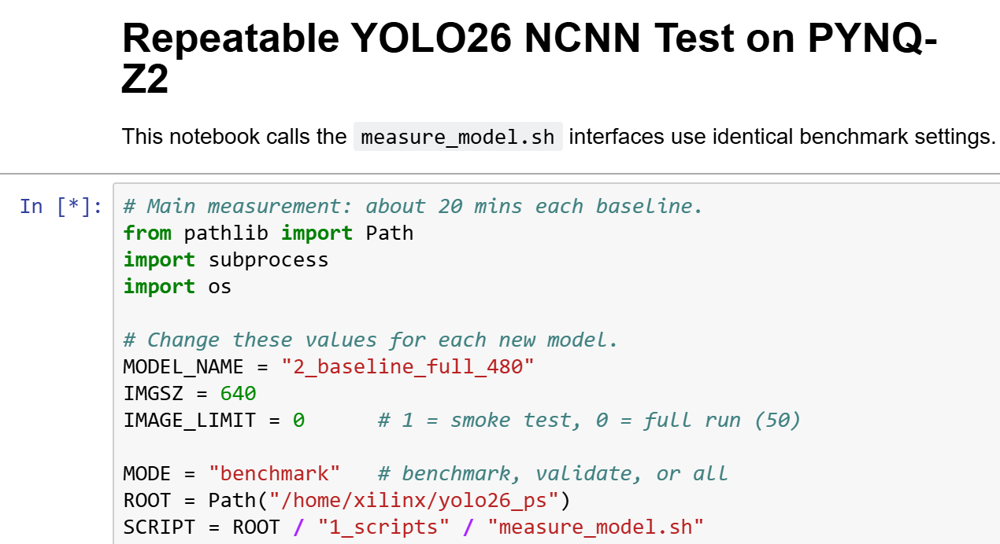 Repeatable YOLO26 NCNN Test on PYNQ-
Z2
This notebook calls the measure_model.sh interfaces use identical benchmark settings.
In [*]:
# Main measurement: about 20 mins each baseline.
from pathlib import Path
import subprocess
import os
# Change these values for each new model.
MODEL_NAME = "2_baseline_full_480"
IMGSZ = 640
IMAGE_LIMIT = 0      # 1 = smoke test, 0 = full run (50)
MODE = "benchmark"   # benchmark, validate, or all
ROOT = Path("/home/xilinx/yolo26_ps")
SCRIPT = ROOT / "1_scripts" / "measure_model.sh"